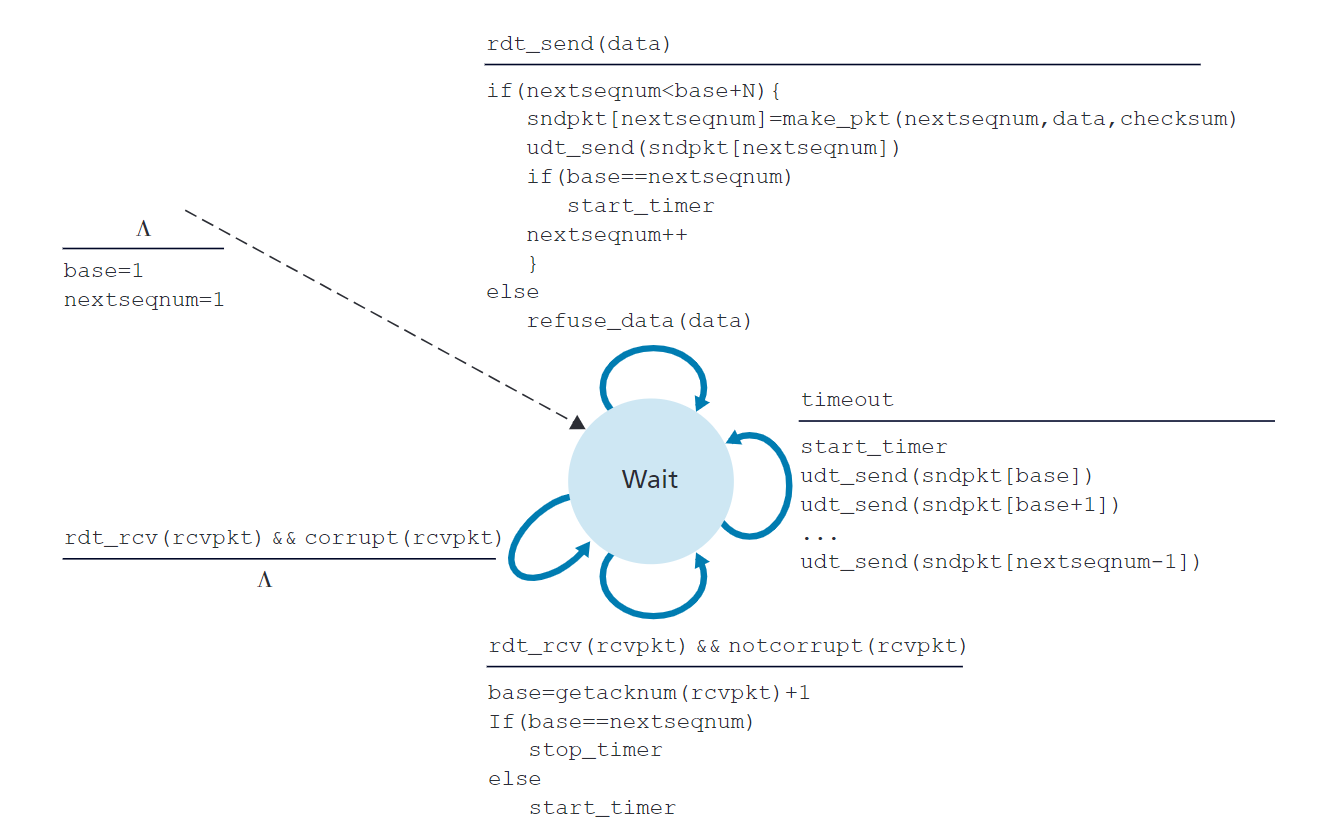 rdt_send(data)
if(nextseqnum<base+N){
sndpkt[nextseqnum]=make_pkt(nextseqnum,data,checksum)
udt_send(sndpkt[nextseqnum])
if(base==nextseqnum)
start_timer
nextseqnum++
}
else
refuse_data(data)
Λ
base=1
nextseqnum=1
timeout
start_timer
udt_send(sndpkt[base])
udt_send(sndpkt[base+1])
...
udt_send(sndpkt[nextseqnum-1])
Wait
rdt_rcv(rcvpkt) && corrupt(rcvpkt)
Λ
rdt_rcv(rcvpkt) && notcorrupt(rcvpkt)
base=getacknum(rcvpkt)+1
If(base==nextseqnum)
stop_timer
else
start_timer